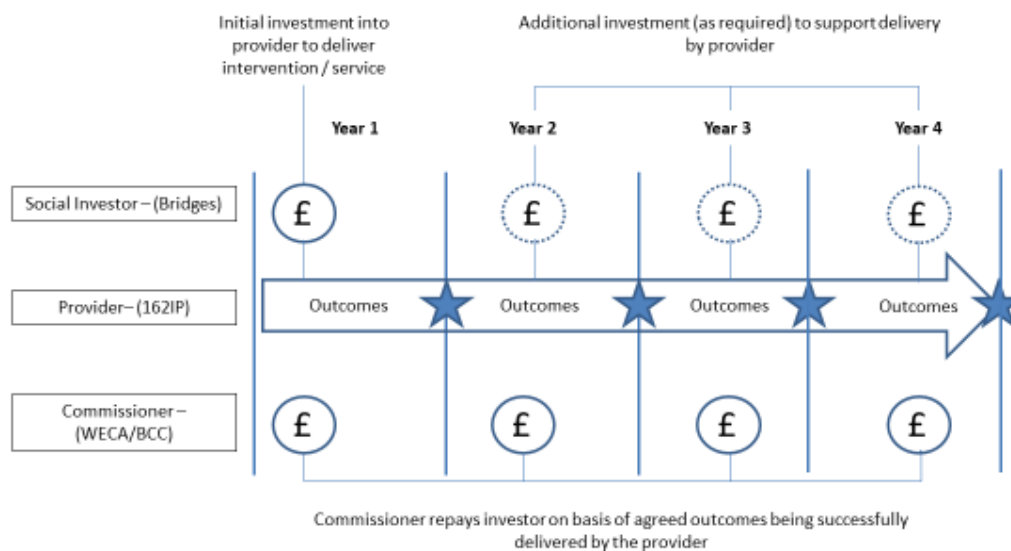 Initial investment into
provider to deliver
intervention / service
Additional investment (as required) to support delivery
by provider
Year 1
Year 2
Year 3
Year 4
Social Investor – (Bridges)
£
£
£
£
Provider– (162IP)
Outcomes
Outcomes
Outcomes
Outcomes
Commissioner –
(WECA/BCC)
£
£
£
£
Commissioner repays investor on basis of agreed outcomes being successfully
delivered by the provider